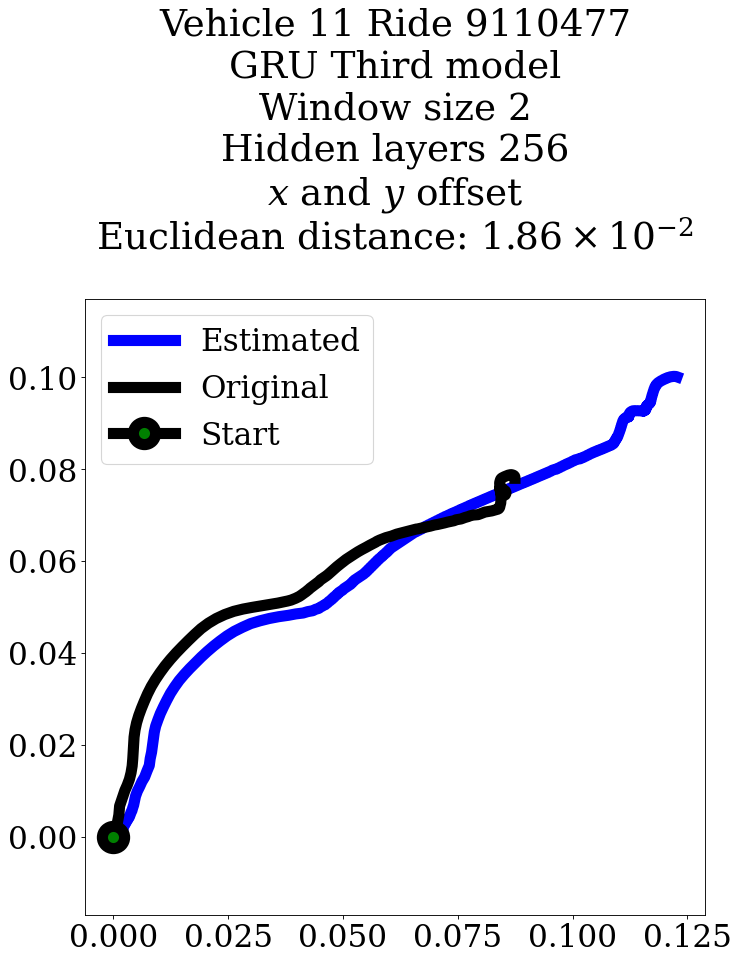 Vehicle 11 Ride 9110477
GRU Third model
Window size 2
Hidden layers 256
x and y offset
Euclidean distance: 1.86 × 10⁻²
Estimated
Original
Start
0.10
0.08
0.06
0.04
0.02
0.00
0.000 0.025 0.050 0.075 0.100 0.125